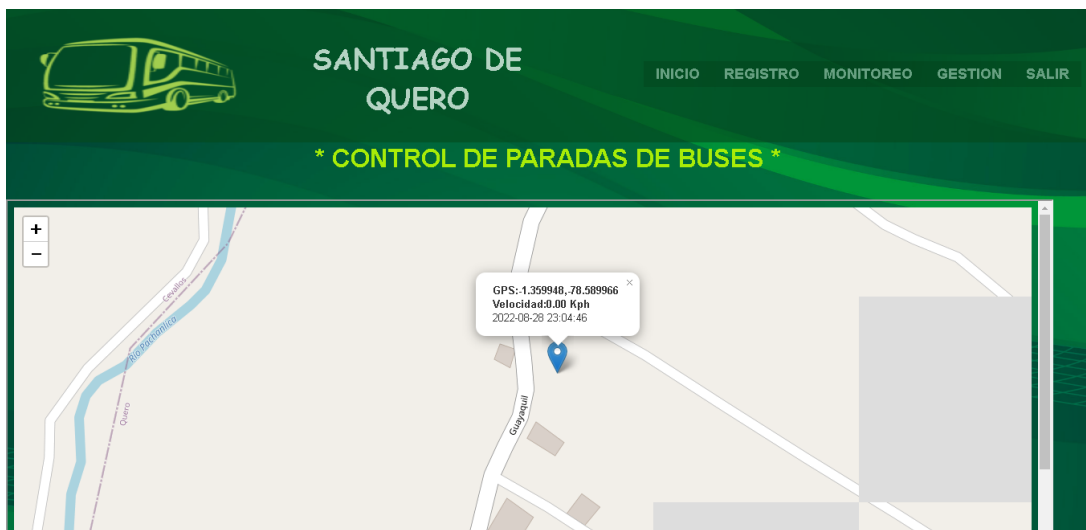 SANTIAGO DE
QUERO
INICIO REGISTRO MONITOREO GESTION SALIR
* CONTROL DE PARADAS DE BUSES *
+
−
GPS:-1.359948,-78.589966
×
Velocidad:0.00 Kph
2022-08-28 23:04:46
Cevallos
Río Pachanlica
Quero
Guayaquil